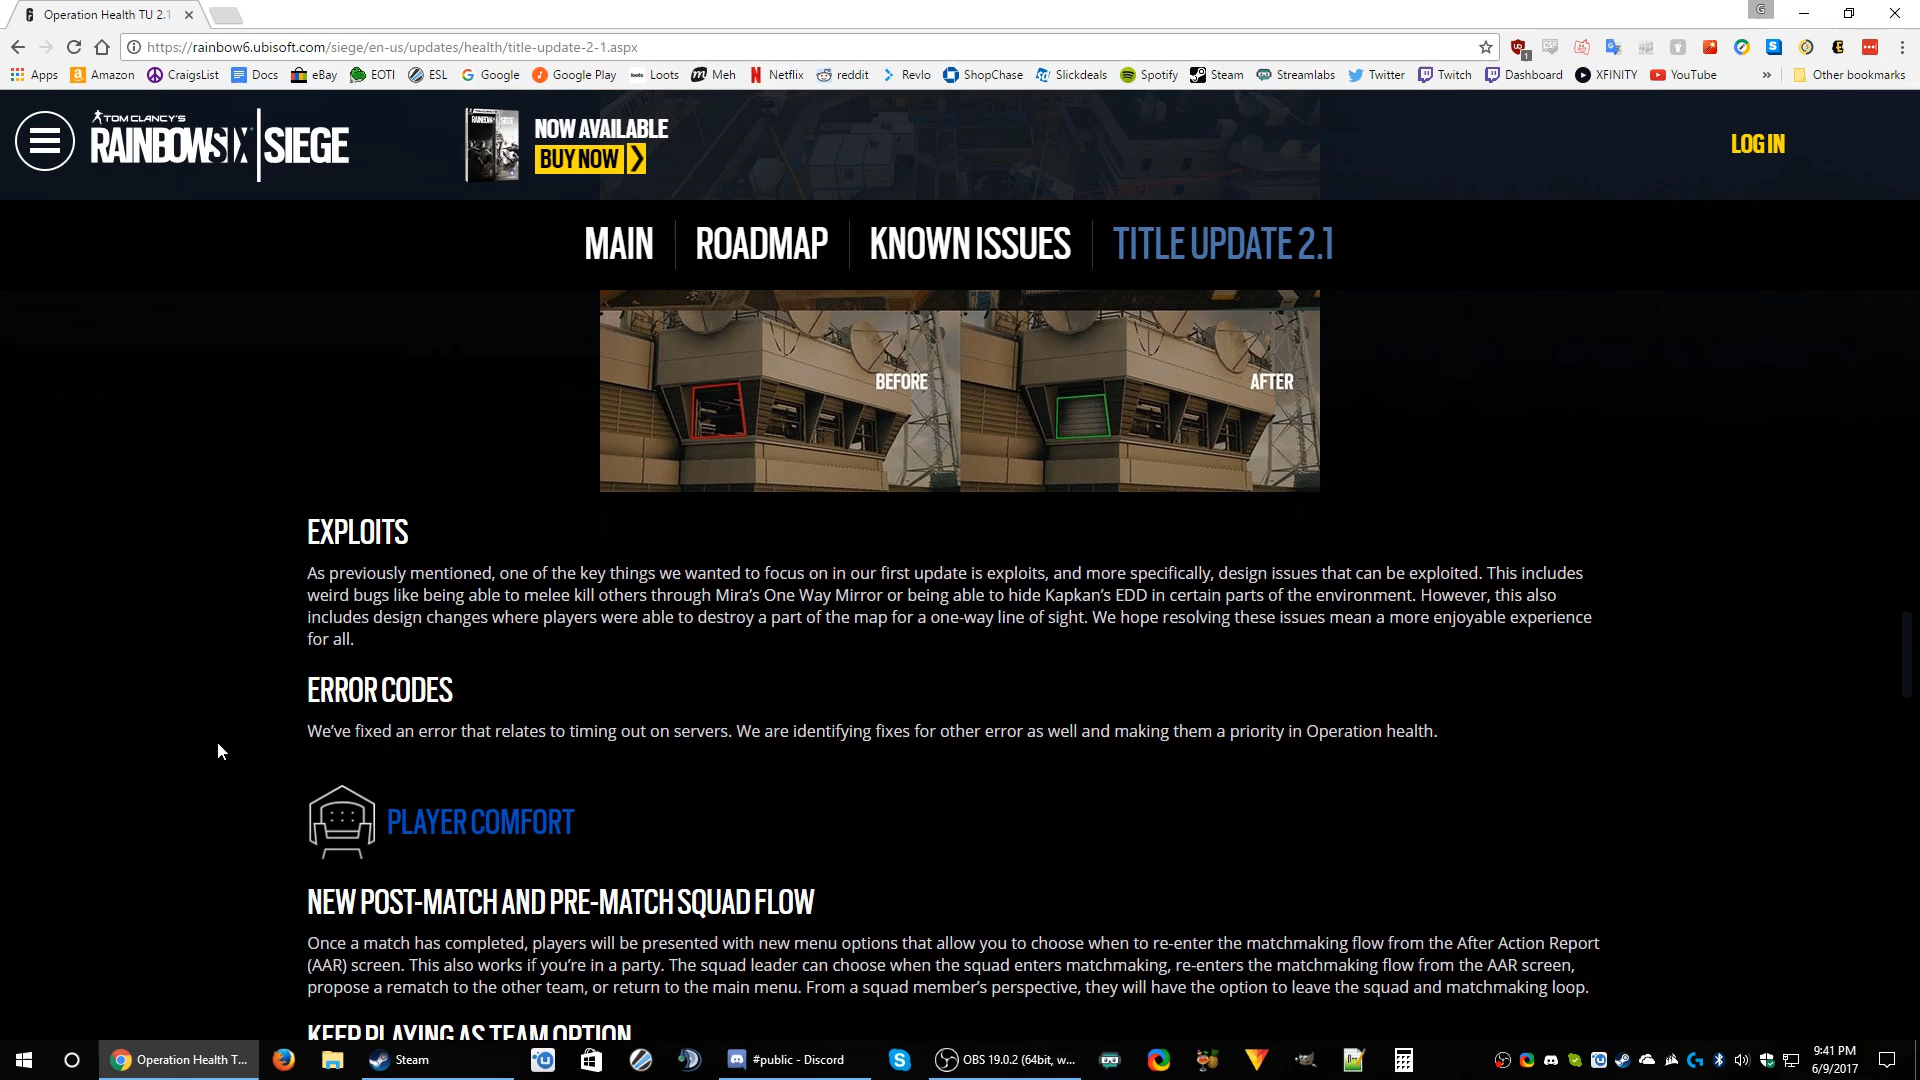 Operation Health TU 2.1
G
https://rainbow6.ubisoft.com/siege/en-us/updates/health/title-update-2-1.aspx
Apps Amazon CraigsList Docs eBay EOTI ESL Google Google Play Loots Meh Netflix reddit Revlo ShopChase Slickdeals Spotify Steam Streamlabs Twitter Twitch Dashboard XFINITY YouTube » Other bookmarks
TOM CLANCY'S
RAINBOWSIX | SIEGE
NOW AVAILABLE
BUY NOW
LOG IN
MAIN ROADMAP KNOWN ISSUES TITLE UPDATE 2.1
BEFORE AFTER
EXPLOITS
As previously mentioned, one of the key things we wanted to focus on in our first update is exploits, and more specifically, design issues that can be exploited. This includes
weird bugs like being able to melee kill others through Mira's One Way Mirror or being able to hide Kapkan's EDD in certain parts of the environment. However, this also
includes design changes where players were able to destroy a part of the map for a one-way line of sight. We hope resolving these issues mean a more enjoyable experience
for all.
ERROR CODES
We've fixed an error that relates to timing out on servers. We are identifying fixes for other error as well and making them a priority in Operation health.
PLAYER COMFORT
NEW POST-MATCH AND PRE-MATCH SQUAD FLOW
Once a match has completed, players will be presented with new menu options that allow you to choose when to re-enter the matchmaking flow from the After Action Report
(AAR) screen. This also works if you're in a party. The squad leader can choose when the squad enters matchmaking, re-enters the matchmaking flow from the AAR screen,
propose a rematch to the other team, or return to the main menu. From a squad member's perspective, they will have the option to leave the squad and matchmaking loop.
KEEP PLAYING AS TEAM OPTION
Operation Health T... Steam #public - Discord OBS 19.0.2 (64bit, w...
9:41 PM
6/9/2017